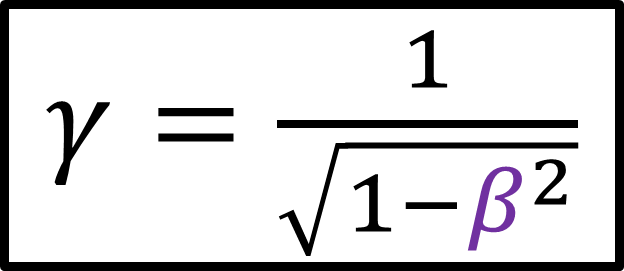 γ = 1 / √(1−β²)